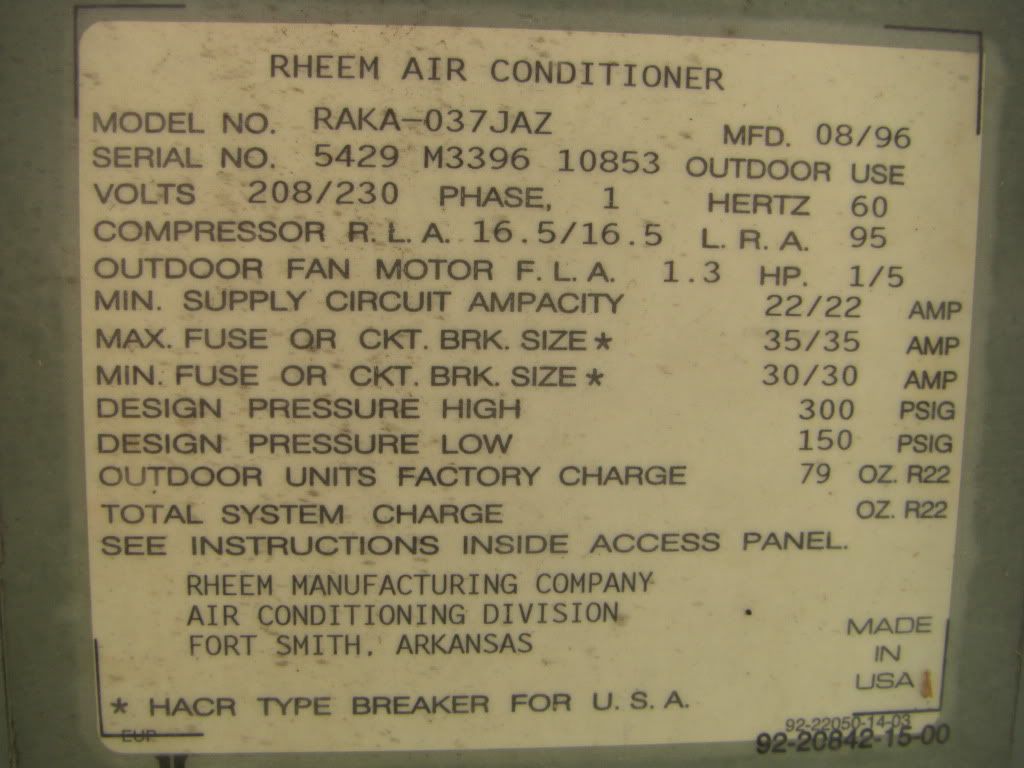 RHEEM AIR CONDITIONER
MODEL NO. RAKA-037JAZ MFD. 08/96
SERIAL NO. 5429 M3396 10853 OUTDOOR USE
VOLTS 208/230 PHASE, 1 HERTZ 60
COMPRESSOR R.L.A. 16.5/16.5 L.R.A. 95
OUTDOOR FAN MOTOR F.L.A. 1.3 HP. 1/5
MIN. SUPPLY CIRCUIT AMPACITY 22/22 AMP
MAX. FUSE OR CKT. BRK. SIZE * 35/35 AMP
MIN. FUSE OR CKT. BRK. SIZE * 30/30 AMP
DESIGN PRESSURE HIGH 300 PSIG
DESIGN PRESSURE LOW 150 PSIG
OUTDOOR UNITS FACTORY CHARGE 79 OZ. R22
TOTAL SYSTEM CHARGE OZ. R22
SEE INSTRUCTIONS INSIDE ACCESS PANEL.
RHEEM MANUFACTURING COMPANY
AIR CONDITIONING DIVISION
FORT SMITH, ARKANSAS
MADE
IN
USA
* HACR TYPE BREAKER FOR U.S.A.
EUP
92-22050-14-03
92-20842-15-00